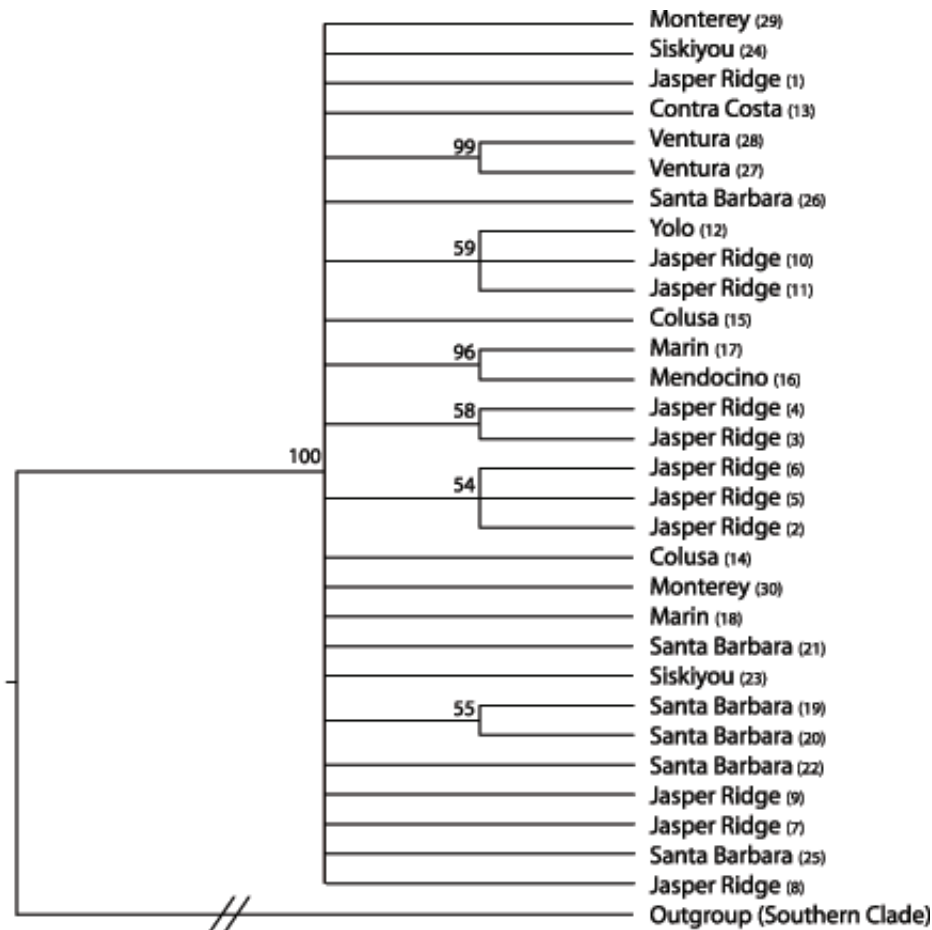 Monterey (29)
Siskiyou (24)
Jasper Ridge (1)
Contra Costa (13)
99
Ventura (28)
Ventura (27)
Santa Barbara (26)
Yolo (12)
59
Jasper Ridge (10)
Jasper Ridge (11)
Colusa (15)
96
Marin (17)
Mendocino (16)
58
Jasper Ridge (4)
Jasper Ridge (3)
100
Jasper Ridge (6)
54
Jasper Ridge (5)
Jasper Ridge (2)
Colusa (14)
Monterey (30)
Marin (18)
Santa Barbara (21)
Siskiyou (23)
55
Santa Barbara (19)
Santa Barbara (20)
Santa Barbara (22)
Jasper Ridge (9)
Jasper Ridge (7)
Santa Barbara (25)
Jasper Ridge (8)
Outgroup (Southern Clade)